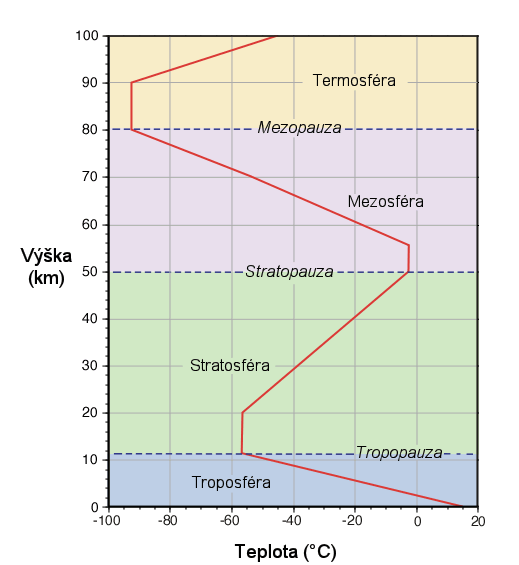 100
90
80
70
60
50
40
30
20
10
0
Termosféra
Mezopauza
Mezosféra
Výška
(km)
Stratopauza
Stratosféra
Tropopauza
Troposféra
-100 -80 -60 -40 -20 0 20
Teplota (°C)